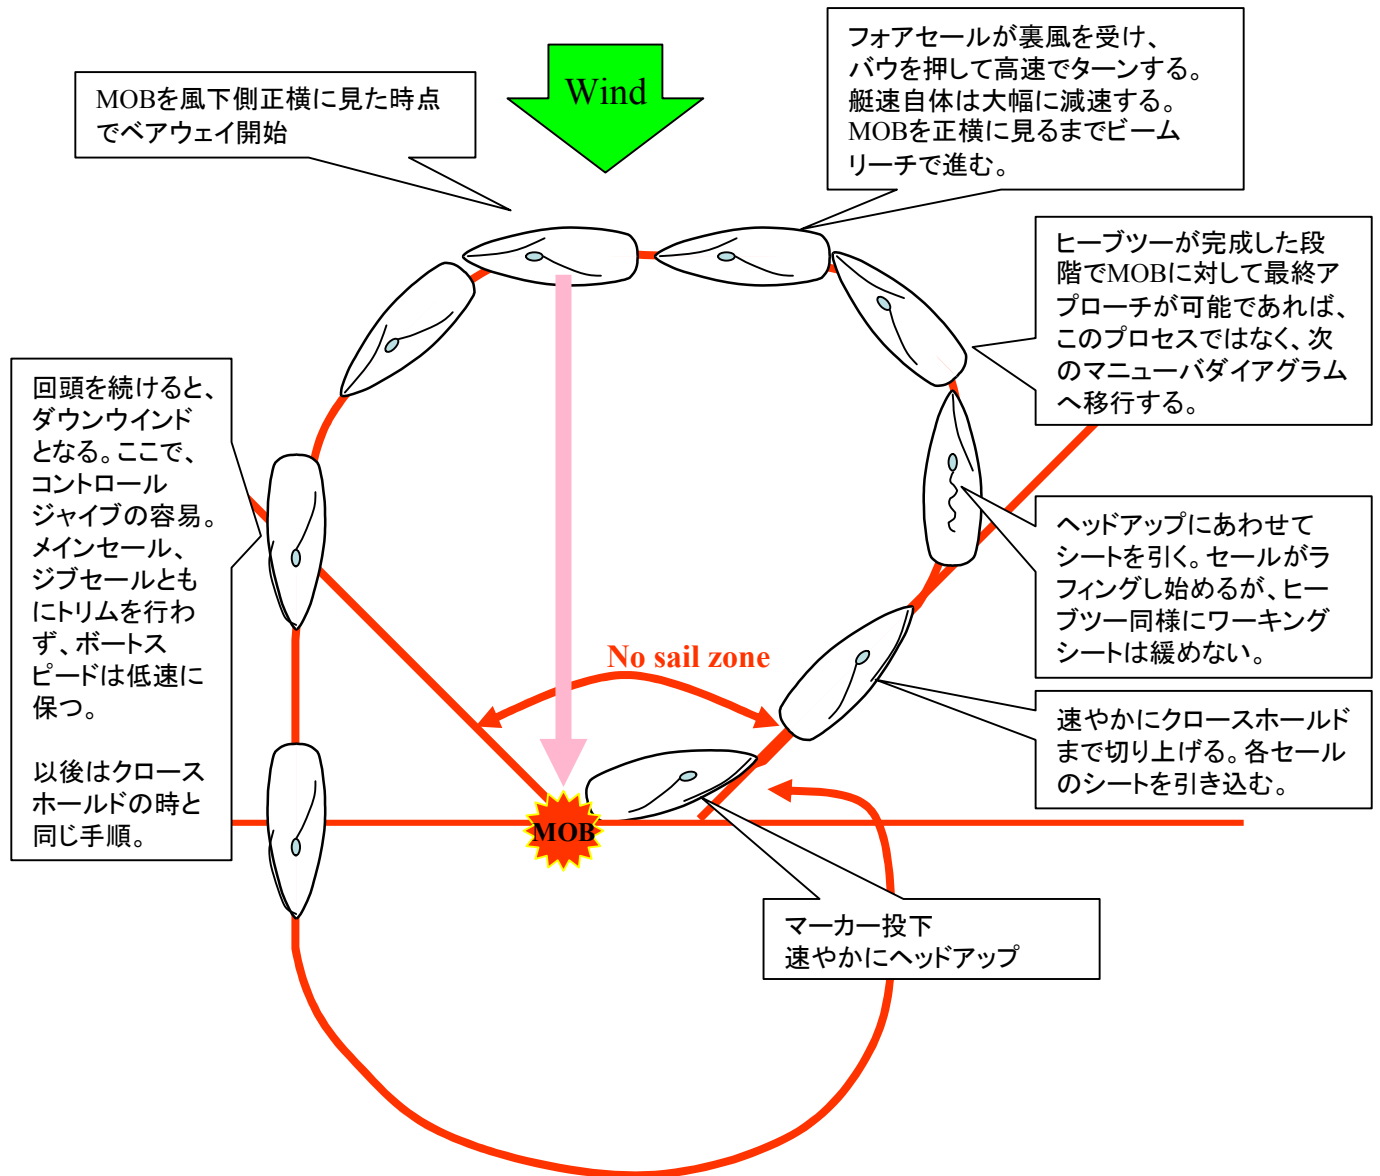 フォアセールが裏風を受け、
バウを押して高速でターンする。
艇速自体は大幅に減速する。
MOBを正横に見るまでビーム
リーチで進む。
Wind
MOBを風下側正横に見た時点
でベアウェイ開始
ヒーブツーが完成した段
階でMOBに対して最終ア
プローチが可能であれば、
このプロセスではなく、次
のマニューバダイアグラム
へ移行する。
回頭を続けると、
ダウンウインド
となる。ここで、
コントロール
ジャイブの容易。
メインセール、
ジブセールとも
にトリムを行わ
ず、ボートス
ピードは低速に
保つ。
以後はクロース
ホールドの時と
同じ手順。
ヘッドアップにあわせて
シートを引く。セールがラ
フィングし始めるが、ヒー
ブツー同様にワーキング
シートは緩めない。
No sail zone
速やかにクロースホールド
まで切り上げる。各セール
のシートを引き込む。
MOB
マーカー投下
速やかにヘッドアップ